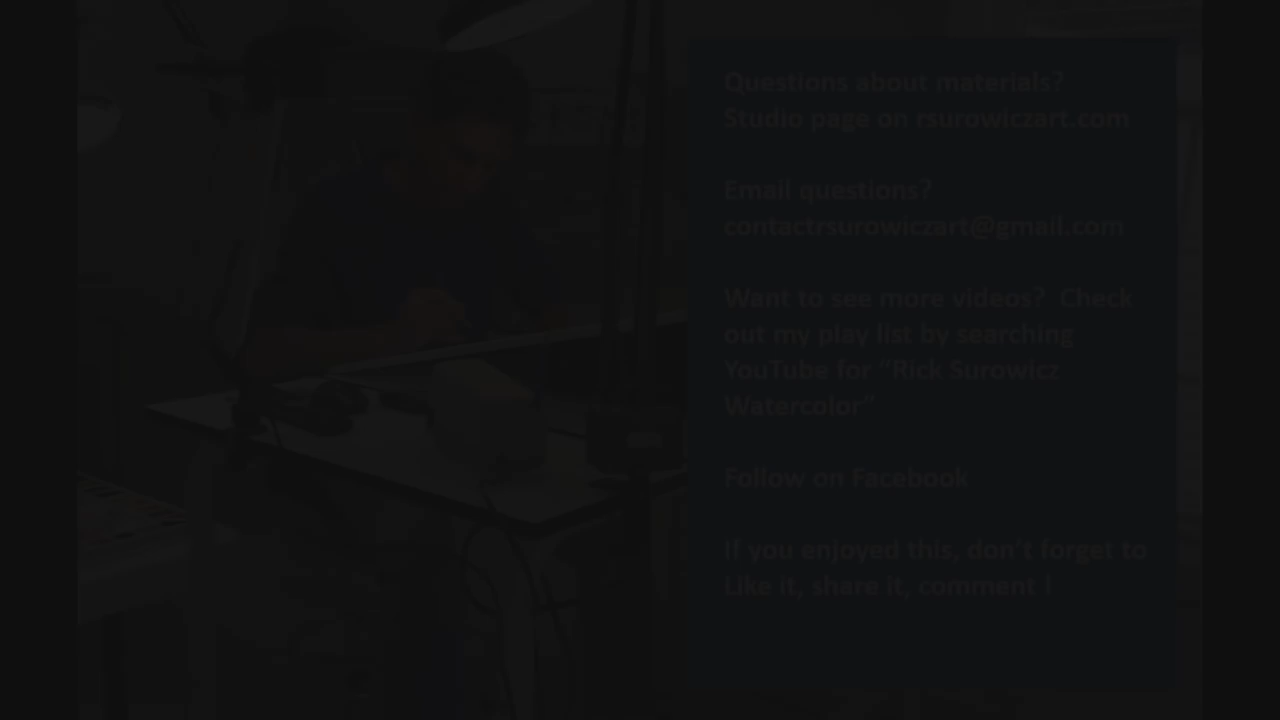 Questions about materials?
Studio page on rsurowiczart.com
Email questions?
contactrsurowiczart@gmail.com
Want to see more videos?  Check
out my play list by searching
YouTube for “Rick Surowicz
Watercolor”
Follow on Facebook
If you enjoyed this, don’t forget to
Like it, share it, comment !